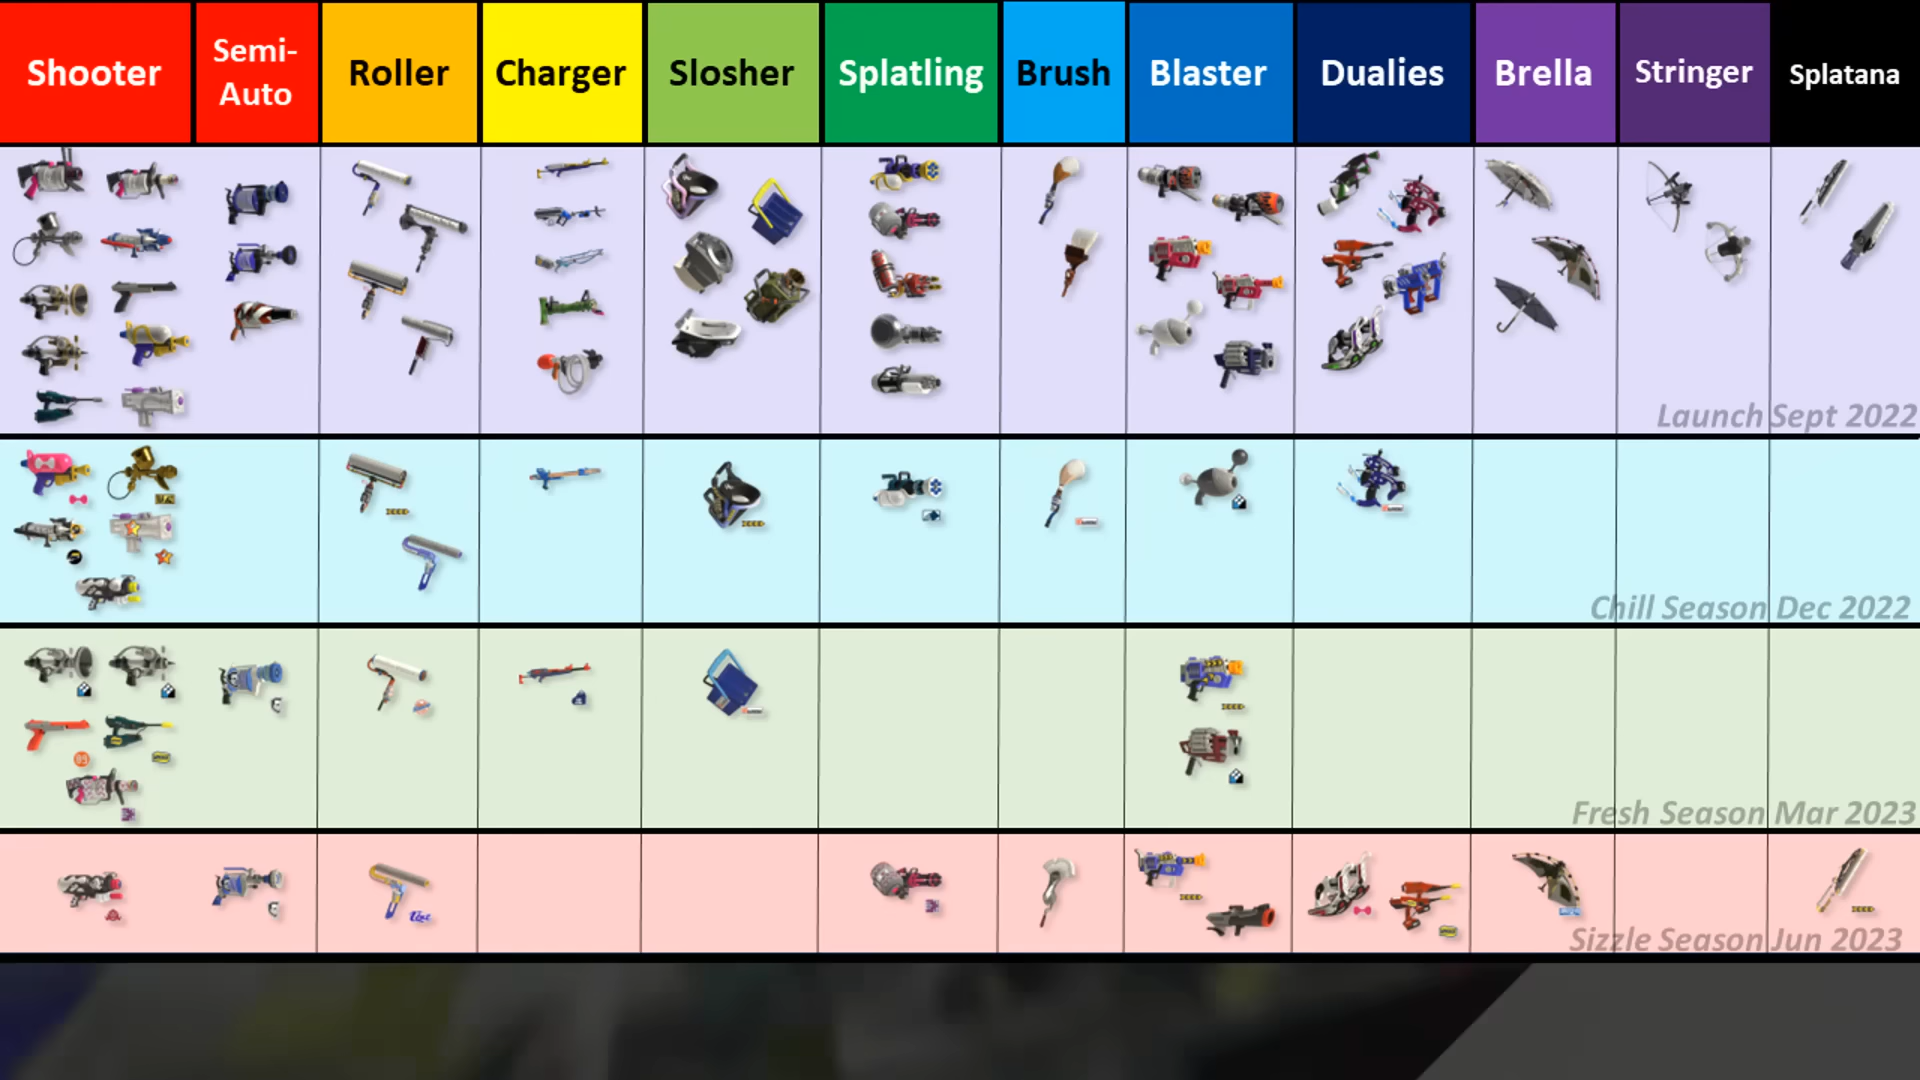 Shooter
Semi-
Auto
Roller
Charger
Slosher
Splatling
Brush
Blaster
Dualies
Brella
Stringer
Splatana
Launch Sept 2022
Chill Season Dec 2022
Fresh Season Mar 2023
Sizzle Season Jun 2023